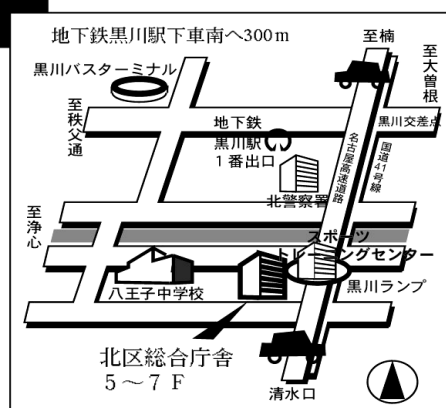 地下鉄黒川駅下車南へ300m
至楠
至大曽根
黒川バスターミナル
至秩父通
地下鉄
黒川駅
1番出口
黒川交差点
名古屋高速道路
国道41号線
北警察署
至浄心
スポーツ
トレーニングセンター
八王子中学校
黒川ランプ
北区総合庁舎
5～7F
清水口